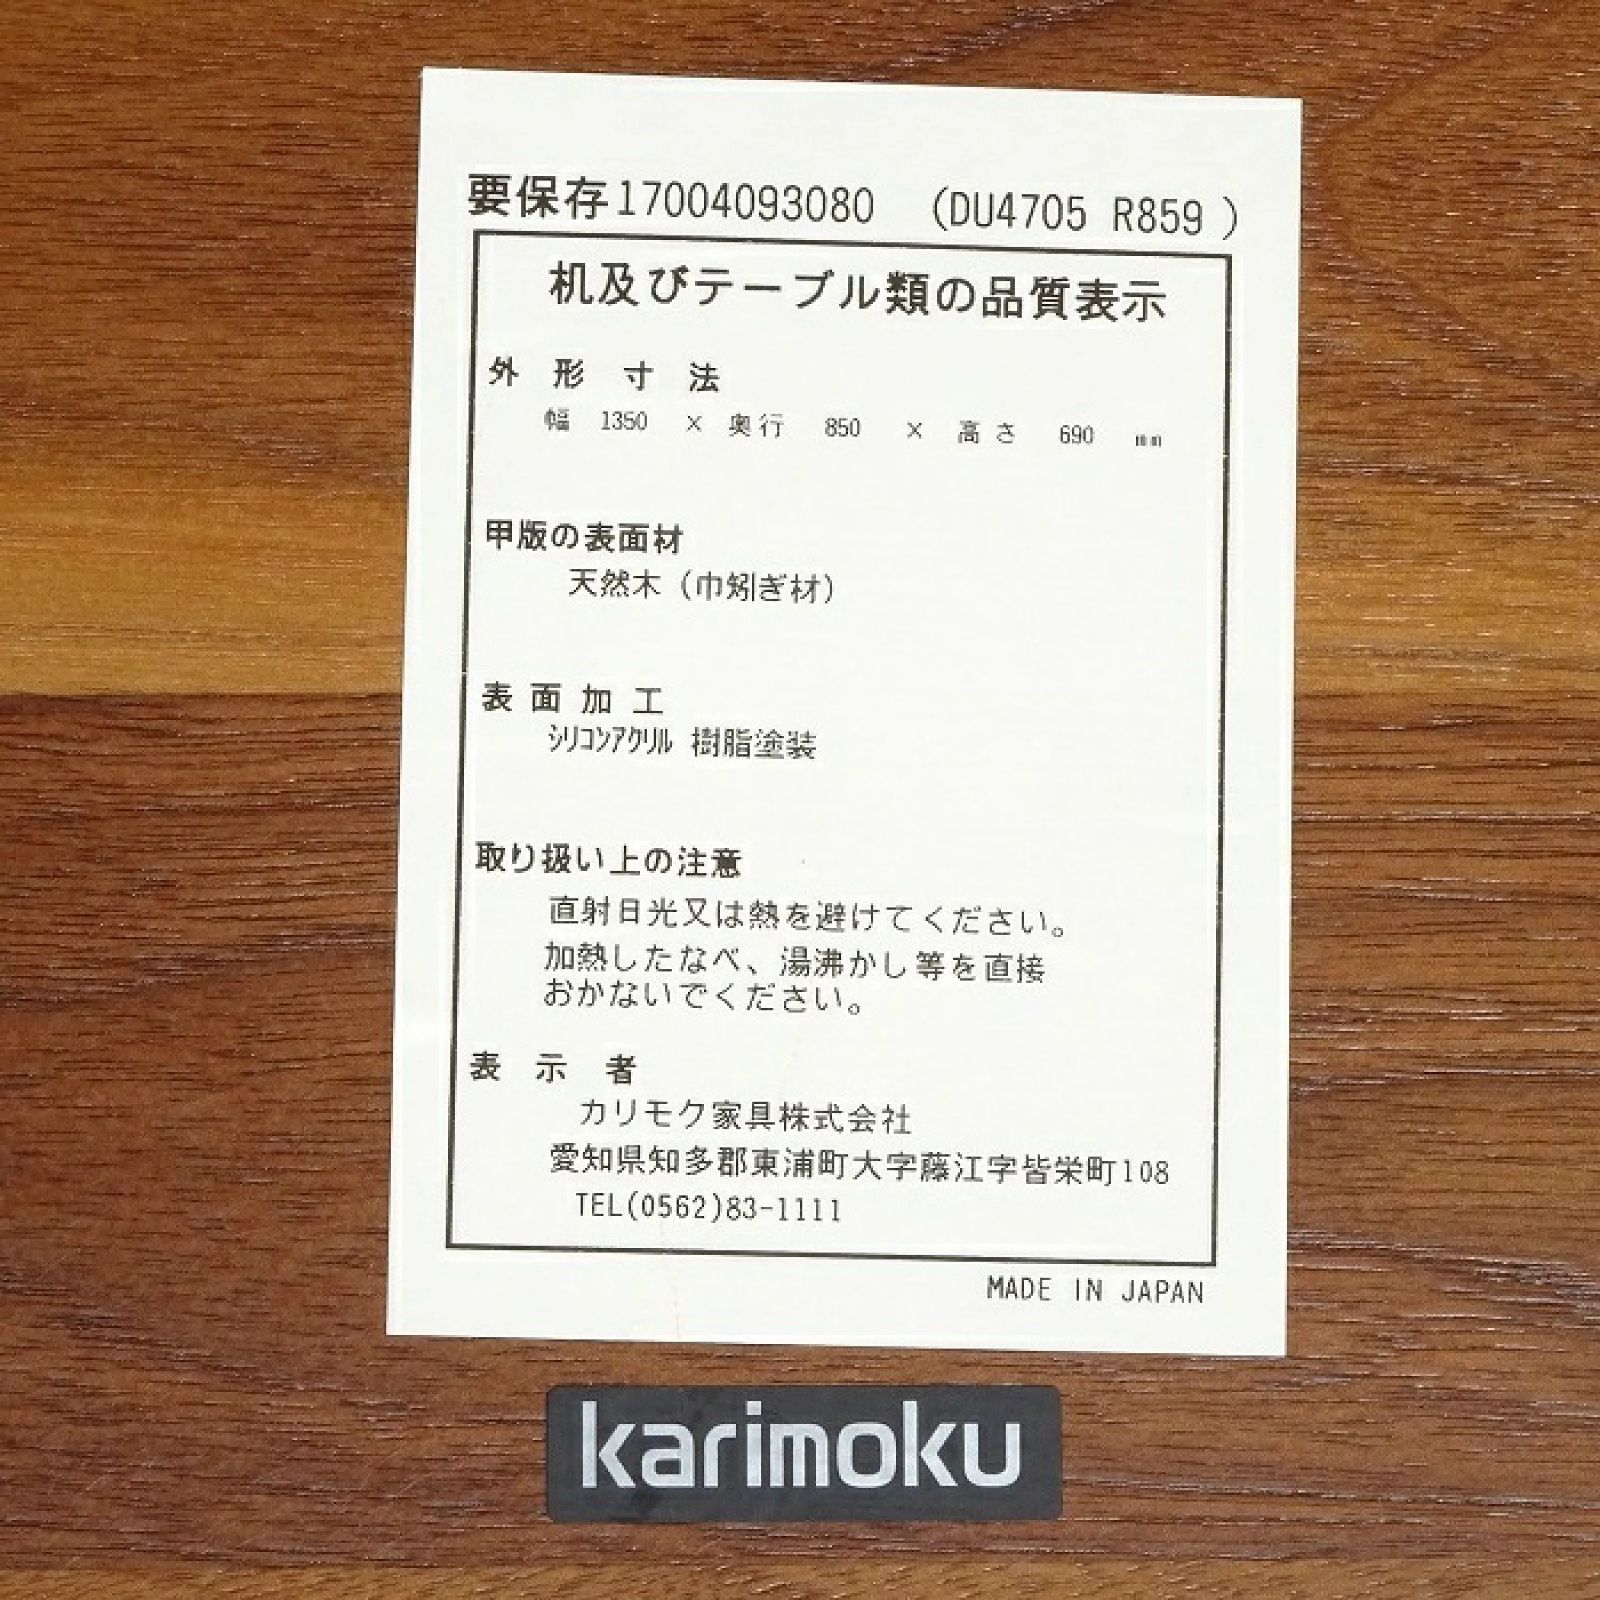 要保存17004093080 (DU4705 R859 )
机及びテーブル類の品質表示
外形寸法
幅 1350 × 奥行 850 × 高さ 690 mm
甲版の表面材
天然木(巾矧ぎ材)
表面加工
ｼﾘｺﾝｱｸﾘﾙ 樹脂塗装
取り扱い上の注意
直射日光又は熱を避けてください。
加熱したなべ、湯沸かし等を直接
おかないでください。
表示者
カリモク家具株式会社
愛知県知多郡東浦町大字藤江字皆栄町108
TEL(0562)83-1111
MADE IN JAPAN
karimoku